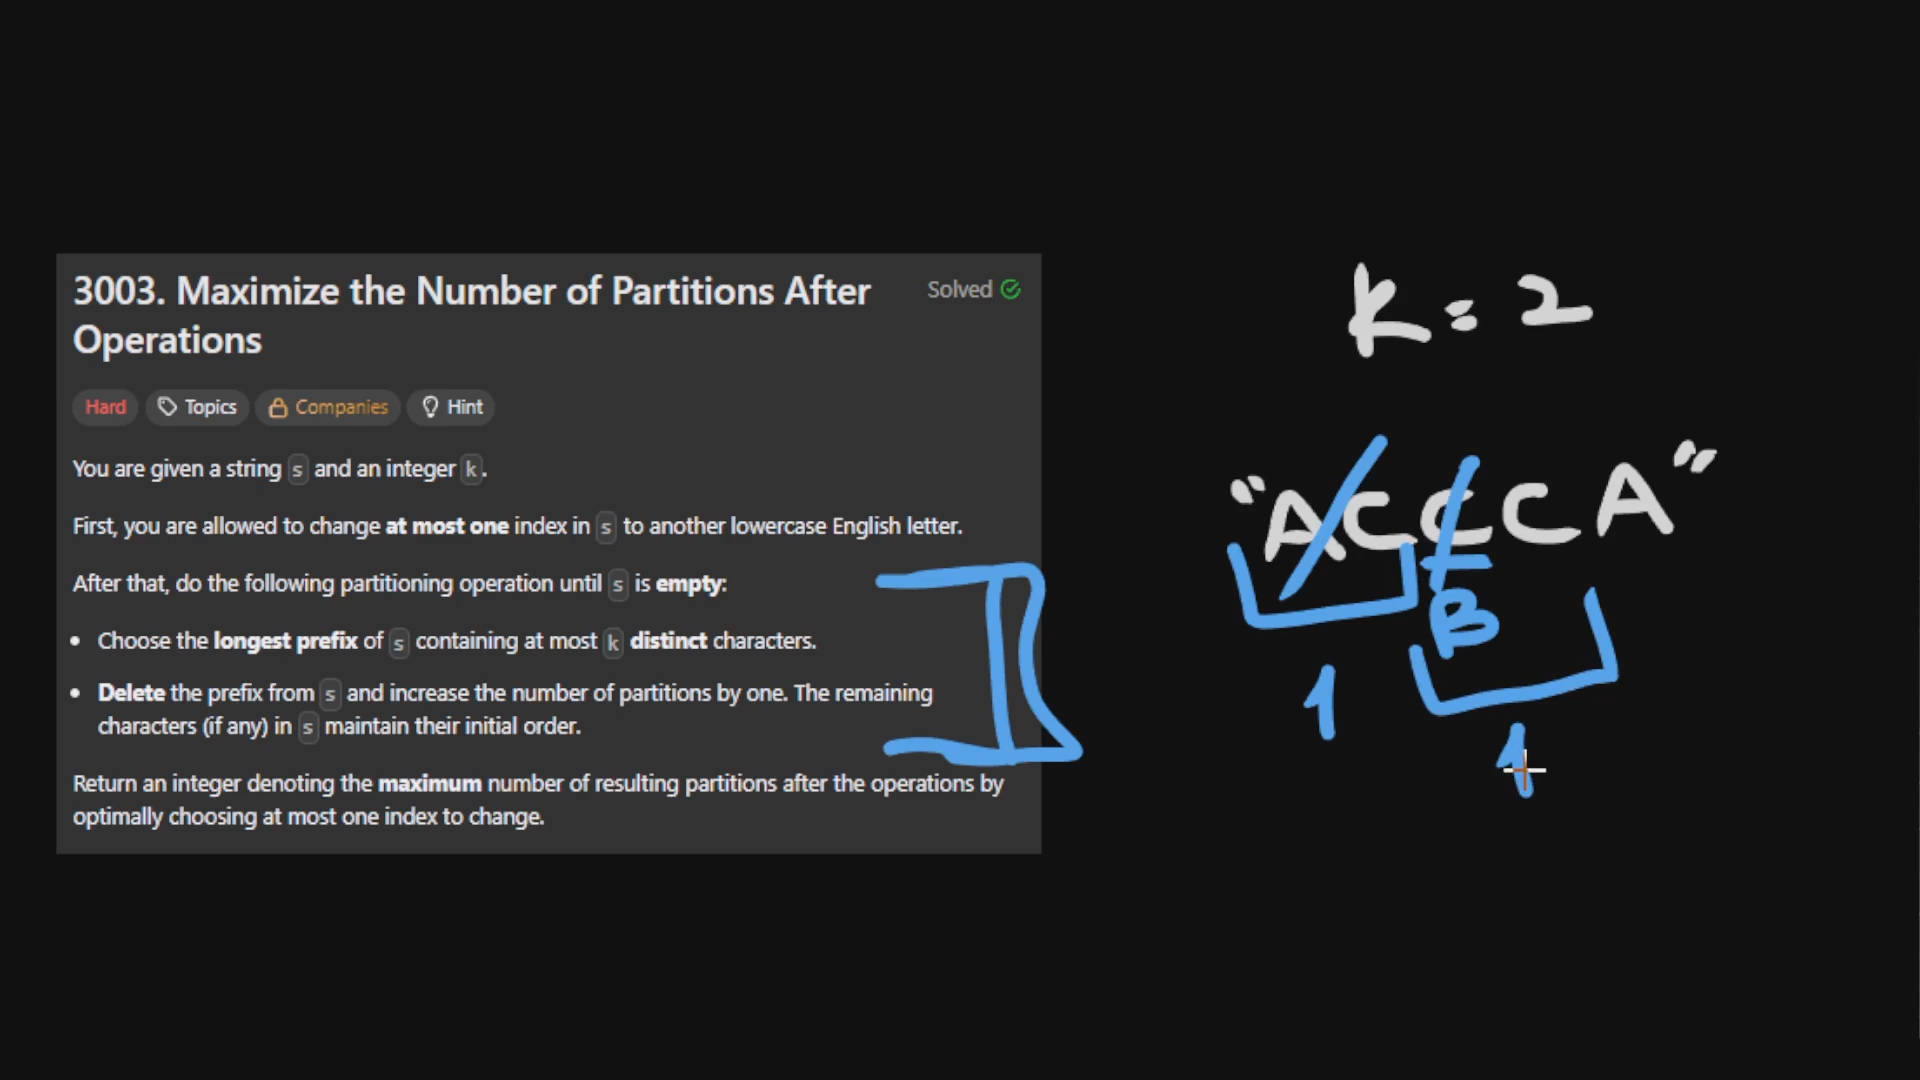 3003. Maximize the Number of Partitions After
Operations
Solved
Hard
Topics
Companies
Hint
You are given a string s and an integer k.
First, you are allowed to change at most one index in s to another lowercase English letter.
After that, do the following partitioning operation until s is empty:
• Choose the longest prefix of s containing at most k distinct characters.
• Delete the prefix from s and increase the number of partitions by one. The remaining
characters (if any) in s maintain their initial order.
Return an integer denoting the maximum number of resulting partitions after the operations by
optimally choosing at most one index to change.
K = 2
"ACCCA"
B
1
1